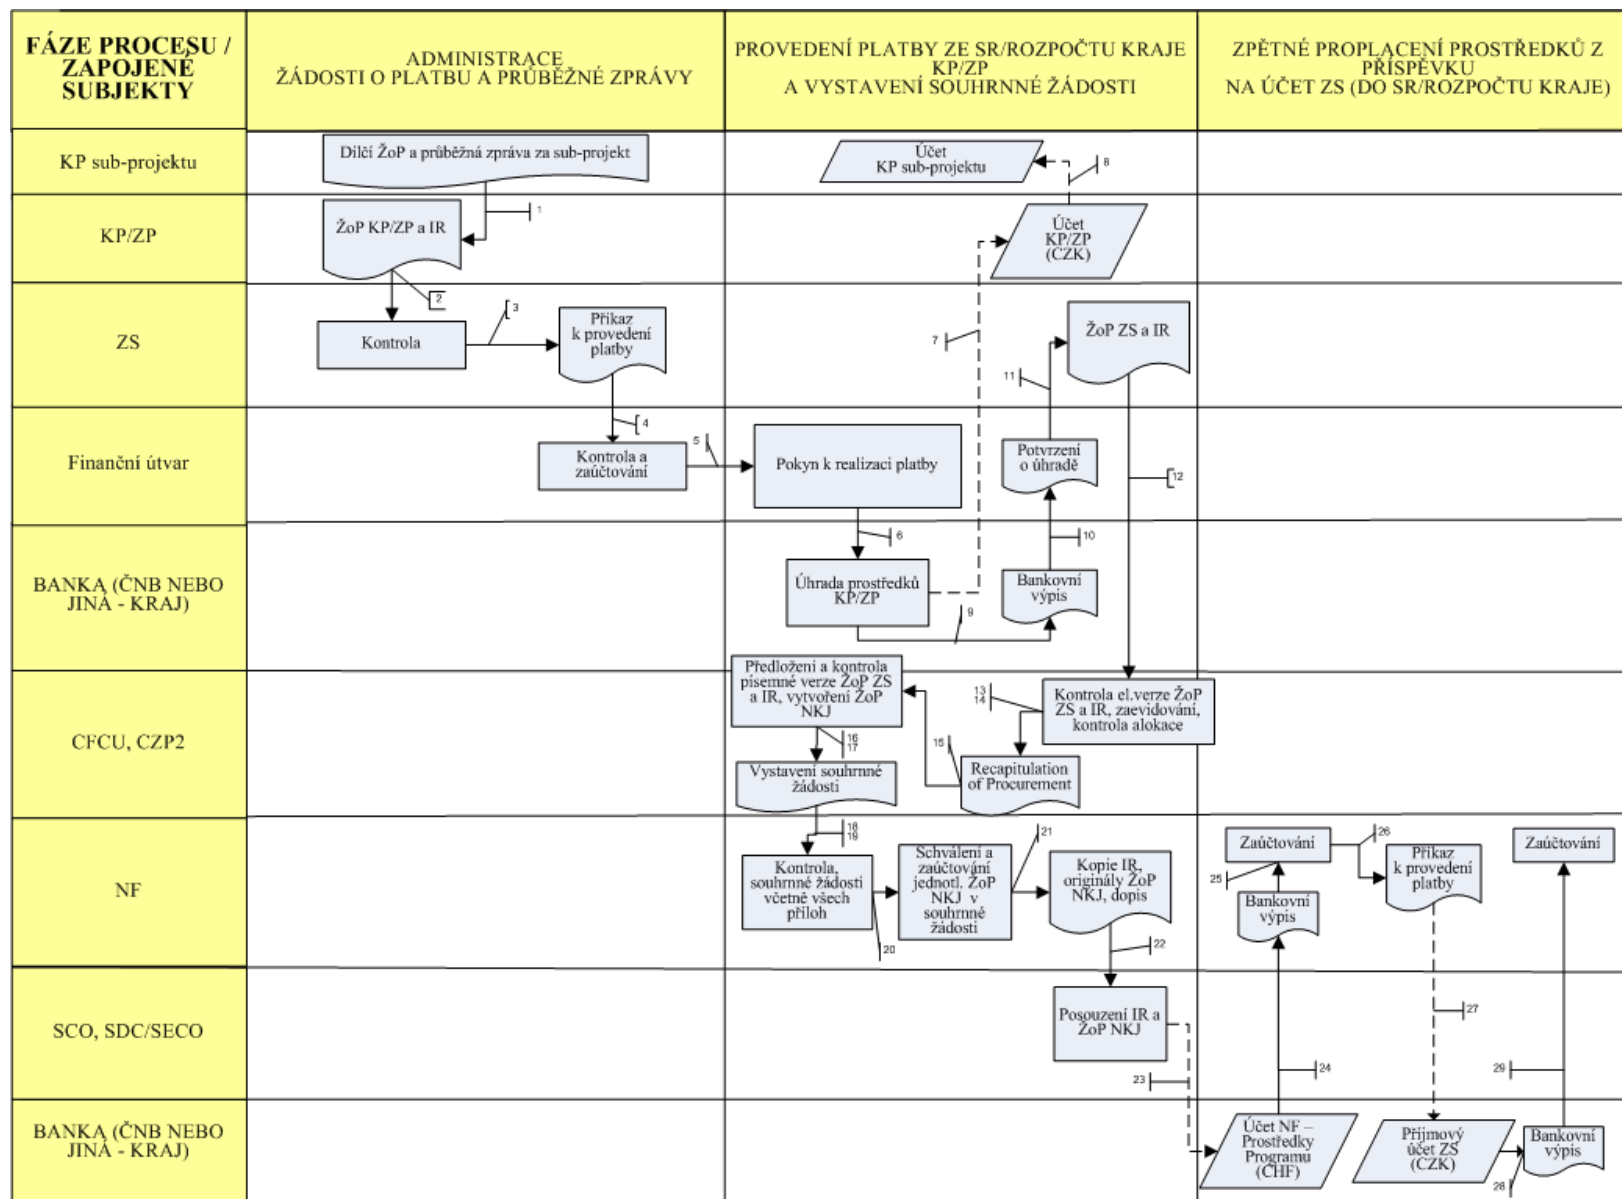 FÁZE PROCESU /
ZAPOJENÉ
SUBJEKTY
ADMINISTRACE
ŽÁDOSTI O PLATBU A PRŮBĚŽNÉ ZPRÁVY
PROVEDENÍ PLATBY ZE SR/ROZPOČTU KRAJE
KP/ZP
A VYSTAVENÍ SOUHRNNÉ ŽÁDOSTI
ZPĚTNÉ PROPLACENÍ PROSTŘEDKŮ Z
PŘÍSPĚVKU
NA ÚČET ZS (DO SR/ROZPOČTU KRAJE)
KP sub-projektu
Dílčí ŽoP a průběžná zpráva za sub-projekt
Účet
KP sub-projektu
8
1
KP/ZP
ŽoP KP/ZP a IR
Účet
KP/ZP
(CZK)
2
ZS
3
Kontrola
Příkaz
k provedení
platby
7
ŽoP ZS a IR
11
4
Finanční útvar
5
Kontrola a
zaúčtování
Pokyn k realizaci platby
Potvrzení
o úhradě
12
6
10
BANKA (ČNB NEBO
JINÁ - KRAJ)
Úhrada prostředků
KP/ZP
Bankovní
výpis
9
CFCU, CZP2
Předložení a kontrola
písemné verze ŽoP ZS
a IR, vytvoření ŽoP
NKJ
13
14
Kontrola el.verze ŽoP
ZS a IR, zaevidování,
kontrola alokace
16
17
15
Vystavení souhrnné
žádosti
Recapitulation
of Procurement
18
19
21
NF
Kontrola,
souhrnné žádosti
včetně všech
příloh
Schválení a
zaúčtování
jednotl. ŽoP
NKJ v
souhrnné
žádosti
Kopie IR,
originály ŽoP
NKJ, dopis
20
22
Zaúčtování
26
25
Bankovní
výpis
Příkaz
k provedení
platby
Zaúčtování
SCO, SDC/SECO
Posouzení IR a
ŽoP NKJ
27
23
24
29
BANKA (ČNB NEBO
JINÁ - KRAJ)
Účet NF –
Prostředky
Programu
(CHF)
Příjmový
účet ZS
(CZK)
Bankovní
výpis
28